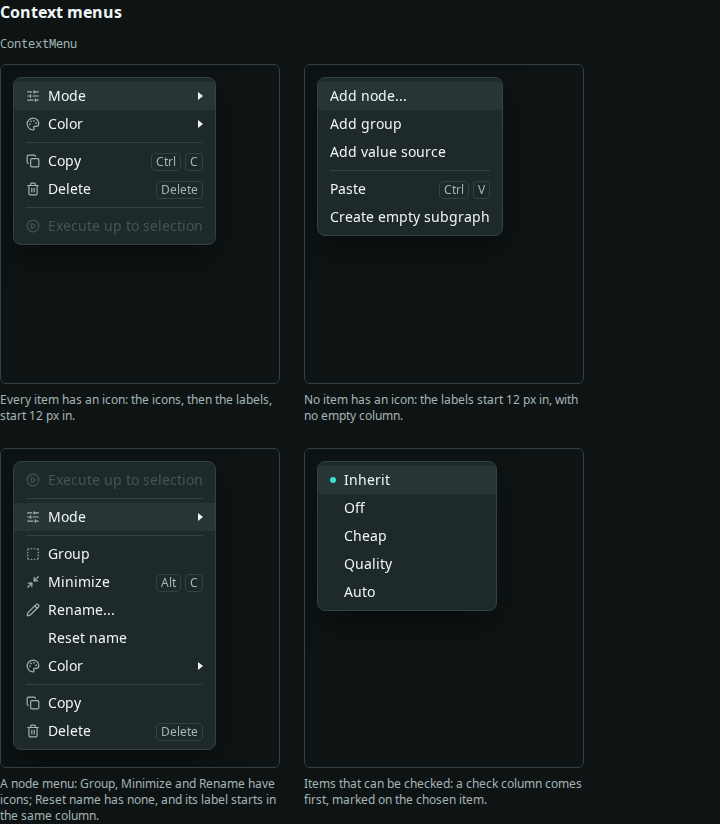 Context menus
ContextMenu
Mode
Color
Copy Ctrl C
Delete Delete
Execute up to selection
Every item has an icon: the icons, then the labels,
start 12 px in.
Add node...
Add group
Add value source
Paste Ctrl V
Create empty subgraph
No item has an icon: the labels start 12 px in, with
no empty column.
Execute up to selection
Mode
Group
Minimize Alt C
Rename...
Reset name
Color
Copy
Delete Delete
A node menu: Group, Minimize and Rename have
icons; Reset name has none, and its label starts in
the same column.
Inherit
Off
Cheap
Quality
Auto
Items that can be checked: a check column comes
first, marked on the chosen item.